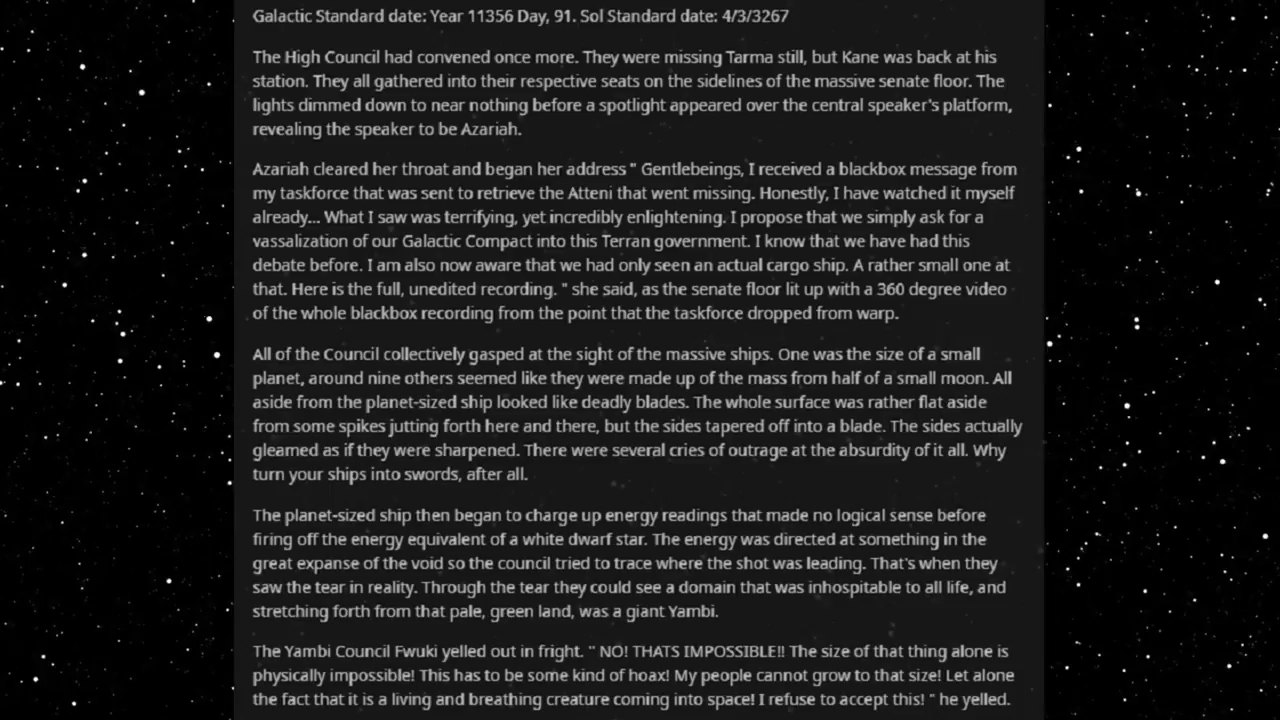 Galactic Standard date: Year 11356 Day, 91. Sol Standard date: 4/3/3267
The High Council had convened once more. They were missing Tarma still, but Kane was back at his
station. They all gathered into their respective seats on the sidelines of the massive senate floor. The
lights dimmed down to near nothing before a spotlight appeared over the central speaker's platform,
revealing the speaker to be Azariah.
Azariah cleared her throat and began her address " Gentlebeings, I received a blackbox message from
my taskforce that was sent to retrieve the Atteni that went missing. Honestly, I have watched it myself
already... What I saw was terrifying, yet incredibly enlightening. I propose that we simply ask for a
vassalization of our Galactic Compact into this Terran government. I know that we have had this
debate before. I am also now aware that we had only seen an actual cargo ship. A rather small one at
that. Here is the full, unedited recording. " she said, as the senate floor lit up with a 360 degree video
of the whole blackbox recording from the point that the taskforce dropped from warp.
All of the Council collectively gasped at the sight of the massive ships. One was the size of a small
planet, around nine others seemed like they were made up of the mass from half of a small moon. All
aside from the planet-sized ship looked like deadly blades. The whole surface was rather flat aside
from some spikes jutting forth here and there, but the sides tapered off into a blade. The sides actually
gleamed as if they were sharpened. There were several cries of outrage at the absurdity of it all. Why
turn your ships into swords, after all.
The planet-sized ship then began to charge up energy readings that made no logical sense before
firing off the energy equivalent of a white dwarf star. The energy was directed at something in the
great expanse of the void so the council tried to trace where the shot was leading. That's when they
saw the tear in reality. Through the tear they could see a domain that was inhospitable to all life, and
stretching forth from that pale, green land, was a giant Yambi.
The Yambi Council Fwuki yelled out in fright. " NO! THATS IMPOSSIBLE!! The size of that thing alone is
physically impossible! This has to be some kind of hoax! My people cannot grow to that size! Let alone
the fact that it is a living and breathing creature coming into space! I refuse to accept this! " he yelled.